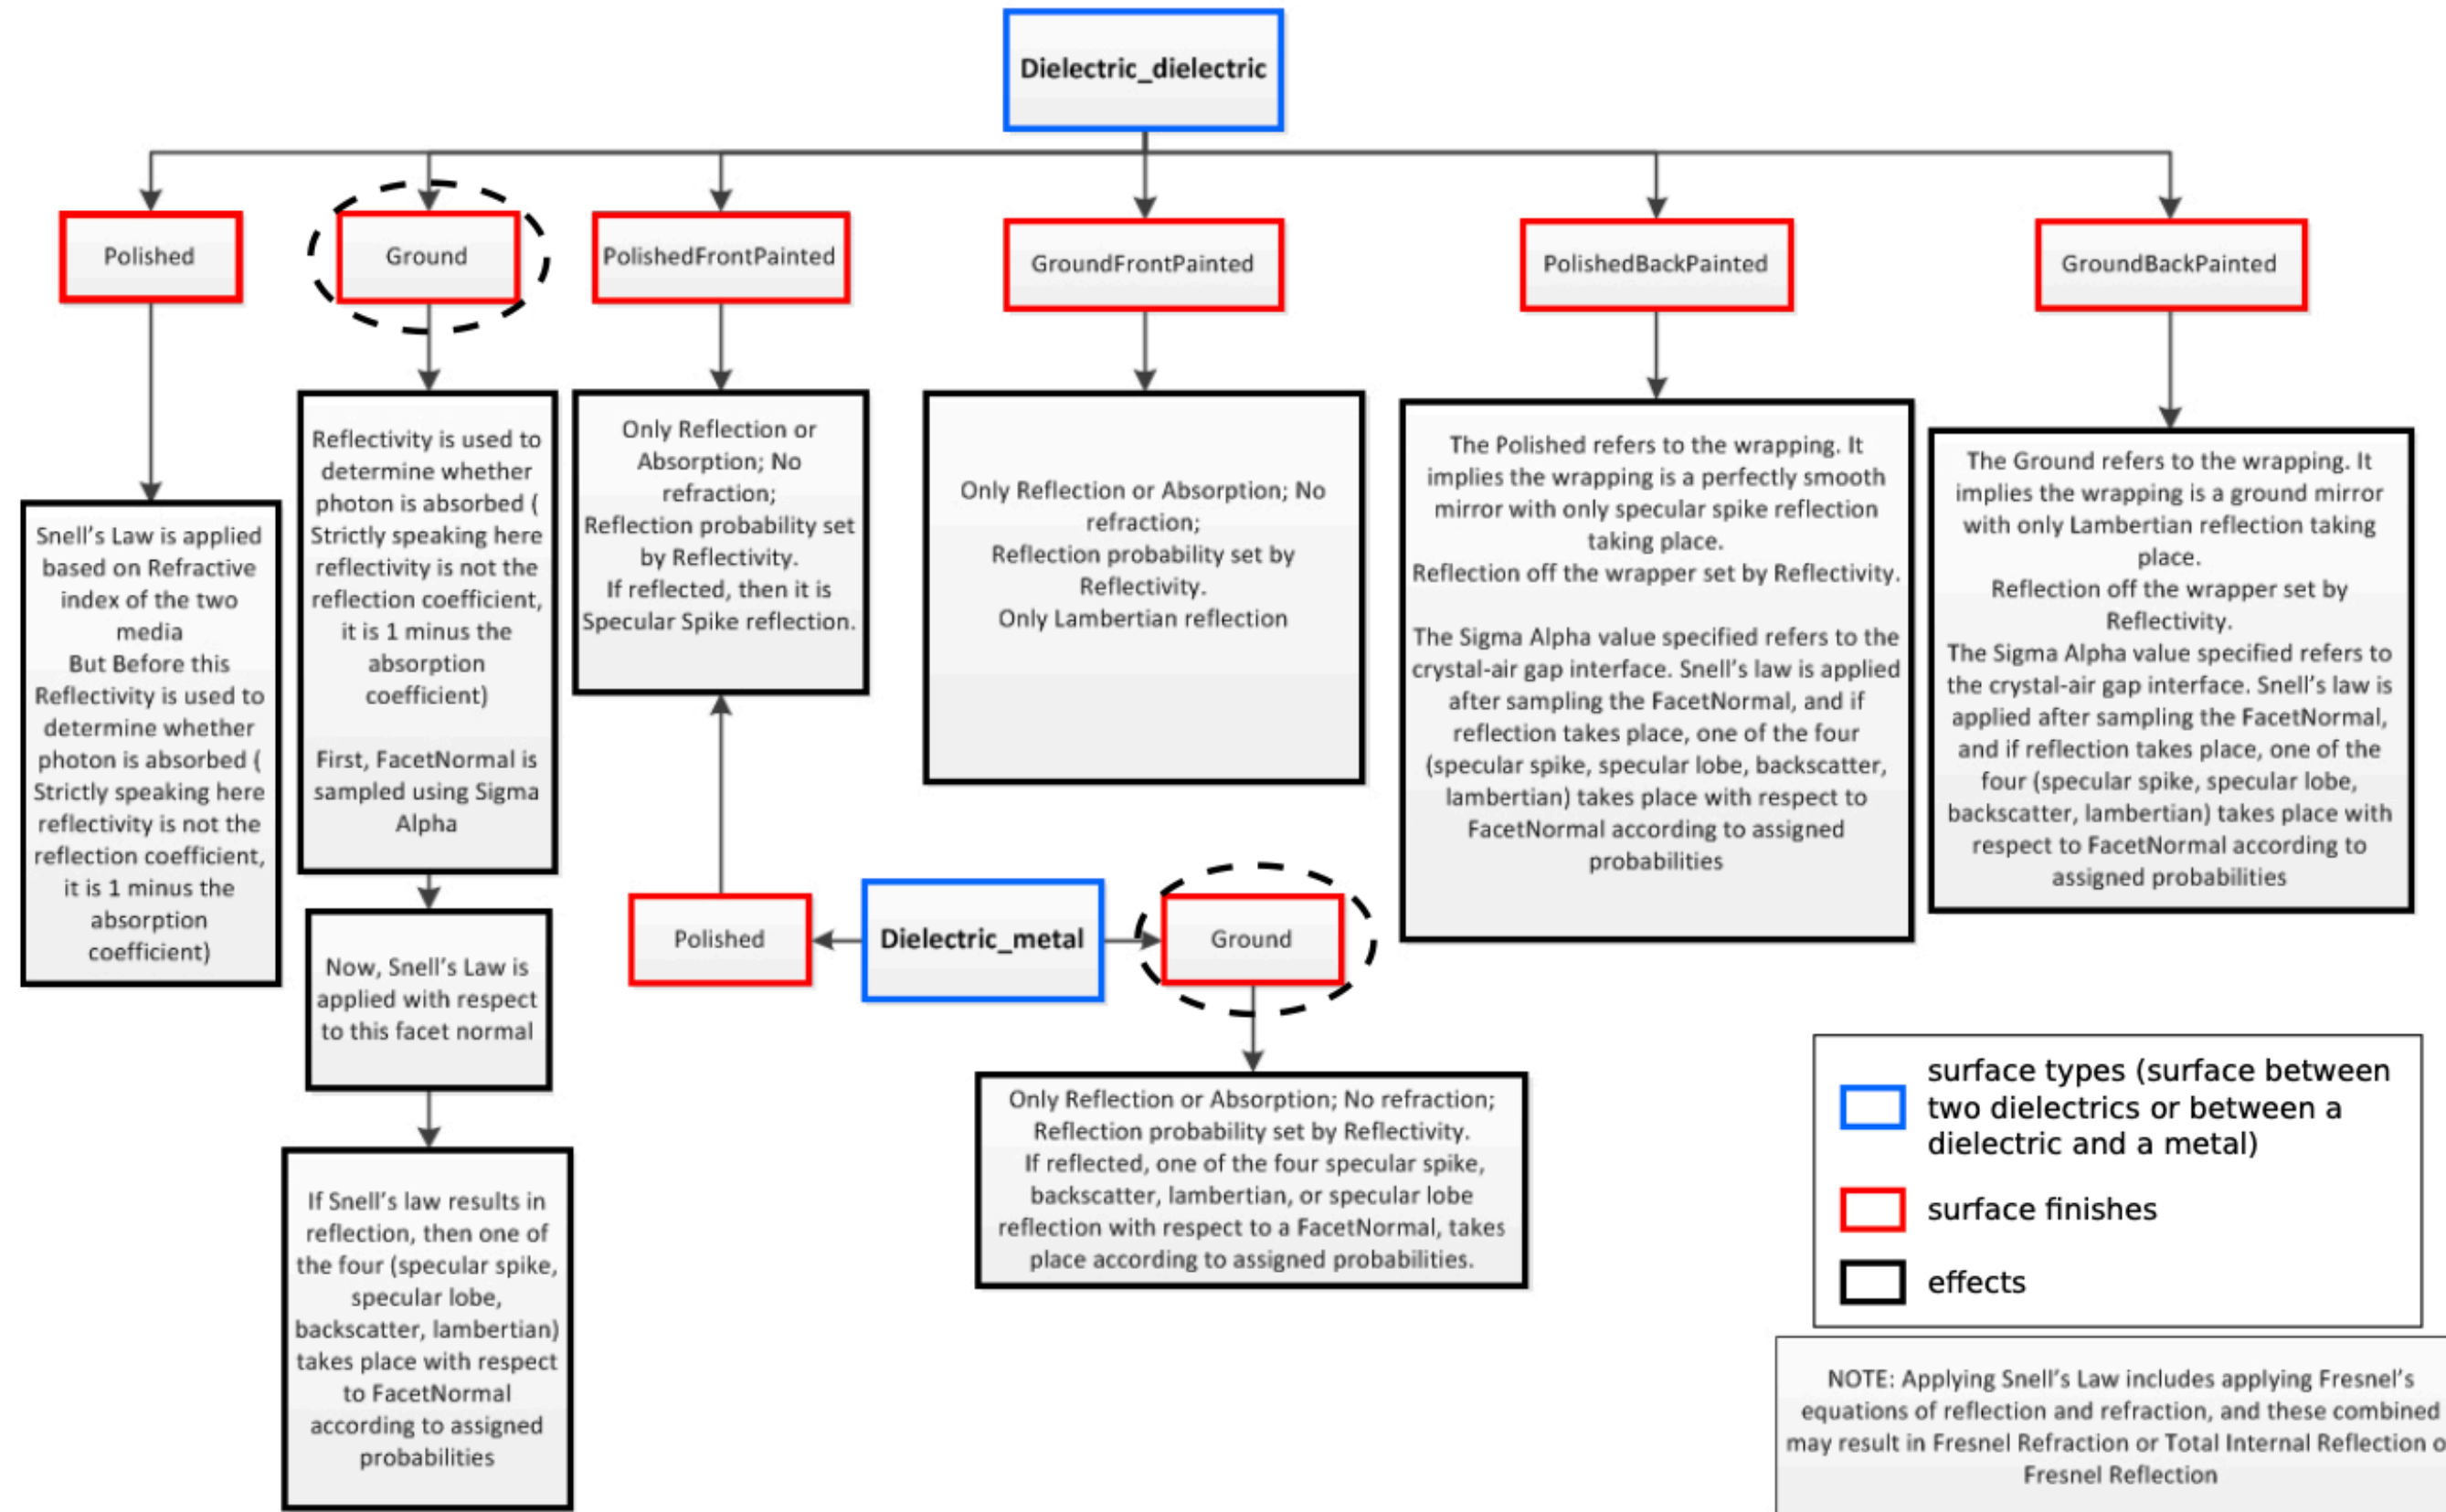 Dielectric_dielectric
Polished
Ground
PolishedFrontPainted
GroundFrontPainted
PolishedBackPainted
GroundBackPainted
Snell’s Law is applied
based on Refractive
index of the two
media
But Before this
Reflectivity is used to
determine whether
photon is absorbed (
Strictly speaking here
reflectivity is not the
reflection coefficient,
it is 1 minus the
absorption
coefficient)
Reflectivity is used to
determine whether
photon is absorbed (
Strictly speaking here
reflectivity is not the
reflection coefficient,
it is 1 minus the
absorption
coefficient)
First, FacetNormal is
sampled using Sigma
Alpha
Now, Snell’s Law is
applied with respect
to this facet normal
If Snell’s law results in
reflection, then one of
the four (specular spike,
specular lobe,
backscatter, lambertian)
takes place with respect
to FacetNormal
according to assigned
probabilities
Only Reflection or
Absorption; No
refraction;
Reflection probability set
by Reflectivity.
If reflected, then it is
Specular Spike reflection.
Only Reflection or Absorption; No
refraction;
Reflection probability set by
Reflectivity.
Only Lambertian reflection
The Polished refers to the wrapping. It
implies the wrapping is a perfectly smooth
mirror with only specular spike reflection
taking place.
Reflection off the wrapper set by Reflectivity.
The Sigma Alpha value specified refers to the
crystal-air gap interface. Snell’s law is applied
after sampling the FacetNormal, and if
reflection takes place, one of the four
(specular spike, specular lobe, backscatter,
lambertian) takes place with respect to
FacetNormal according to assigned
probabilities
The Ground refers to the wrapping. It
implies the wrapping is a ground mirror
with only Lambertian reflection taking
place.
Reflection off the wrapper set by
Reflectivity.
The Sigma Alpha value specified refers to
the crystal-air gap interface. Snell’s law is
applied after sampling the FacetNormal,
and if reflection takes place, one of the
four (specular spike, specular lobe,
backscatter, lambertian) takes place with
respect to FacetNormal according to
assigned probabilities
Polished
Dielectric_metal
Ground
Only Reflection or Absorption; No refraction;
Reflection probability set by Reflectivity.
If reflected, one of the four specular spike,
backscatter, lambertian, or specular lobe
reflection with respect to a FacetNormal, takes
place according to assigned probabilities.
surface types (surface between
two dielectrics or between a
dielectric and a metal)
surface finishes
effects
NOTE: Applying Snell’s Law includes applying Fresnel’s
equations of reflection and refraction, and these combined
may result in Fresnel Refraction or Total Internal Reflection
Fresnel Reflection